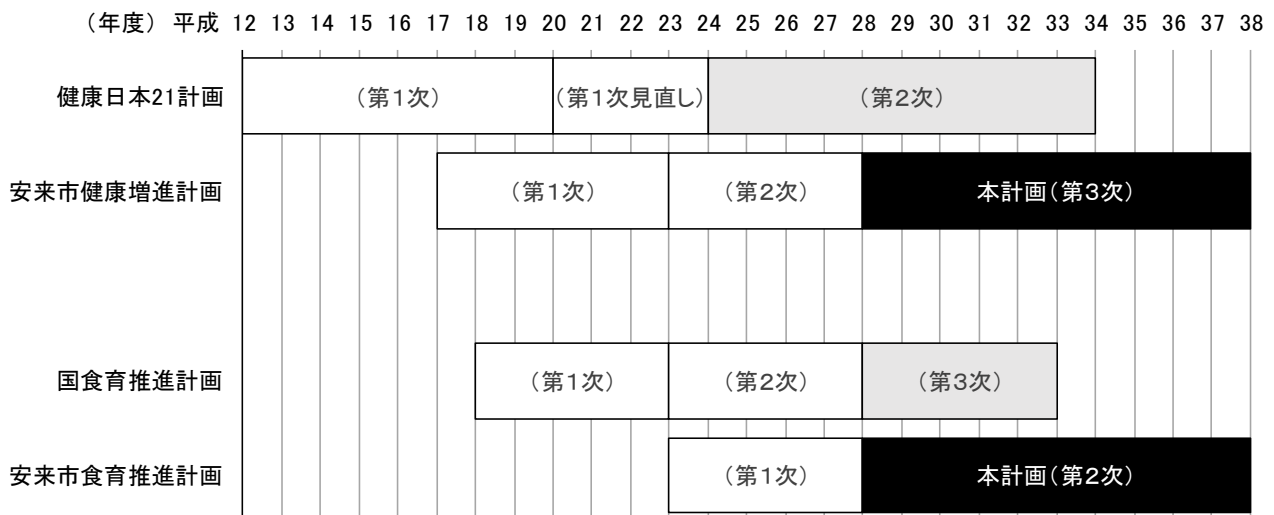 （年度）平成 12 13 14 15 16 17 18 19 20 21 22 23 24 25 26 27 28 29 30 31 32 33 34 35 36 37 38
健康日本21計画 （第１次） （第１次見直し） （第２次）
安来市健康増進計画 （第１次） （第２次） 本計画（第３次）
国食育推進計画 （第１次） （第２次） （第３次）
安来市食育推進計画 （第１次） 本計画（第２次）